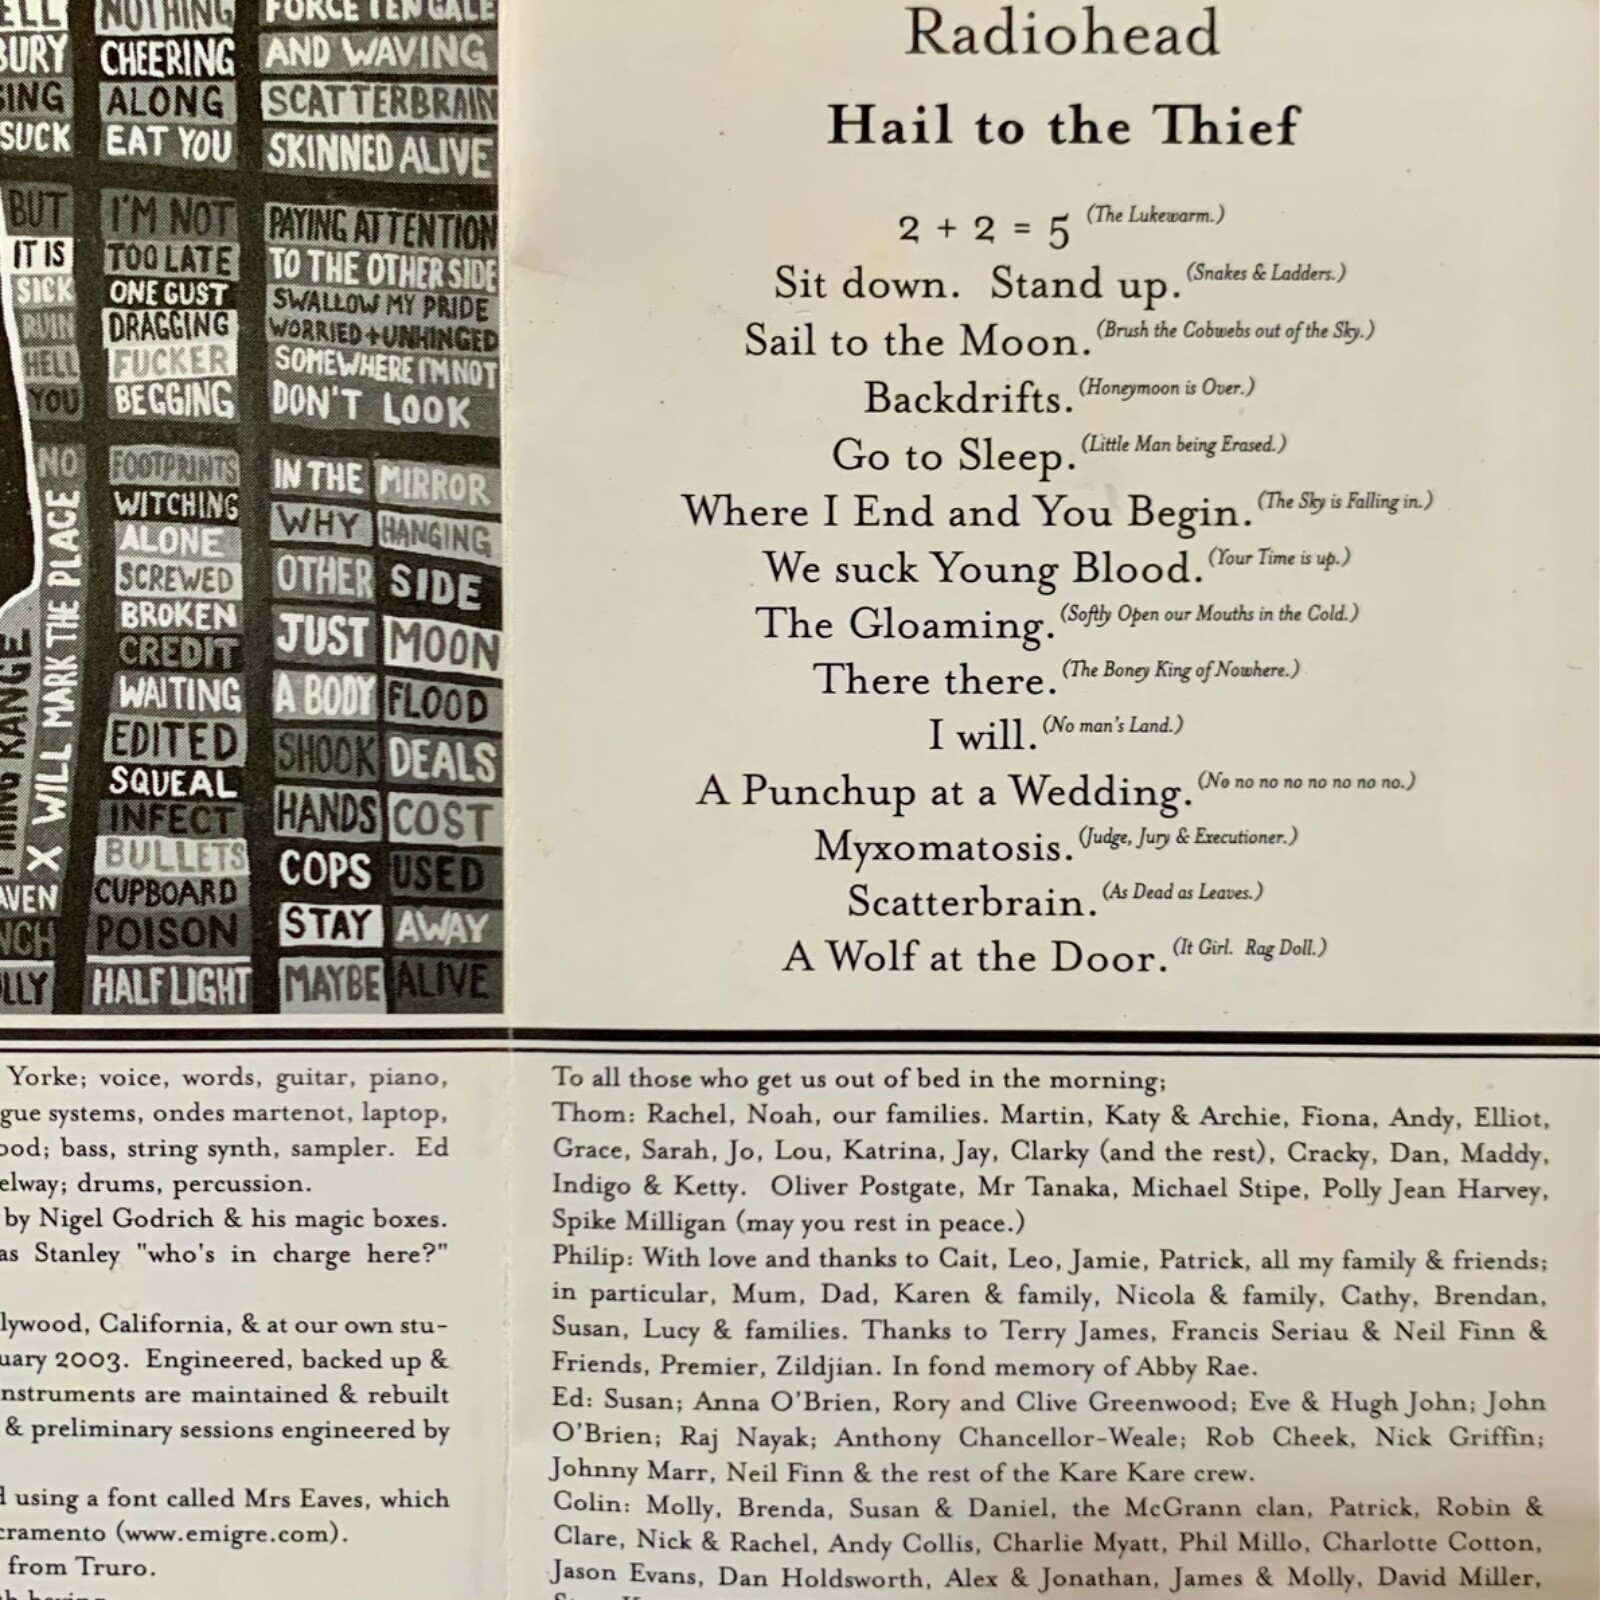 NOTHING
FORCE TEN GALE
CHEERING
AND WAVING
ALONG
SCATTERBRAIN
SUCK
EAT YOU
SKINNED ALIVE
BUT
I'M NOT
PAYING ATTENTION
IT IS
TOO LATE
TO THE OTHER SIDE
SICK
ONE GUST
SWALLOW MY PRIDE
RUIN
DRAGGING
WORRIED + UNHINGED
HELL
FUCKER
SOMEWHERE I'M NOT
YOU
BEGGING
DON'T LOOK
NO
FOOTPRINTS
IN THE MIRROR
WITCHING
WHY HANGING
ALONE
OTHER SIDE
SCREWED
BROKEN
JUST MOON
CREDIT
WAITING
A BODY FLOOD
EDITED
SHOOK DEALS
SQUEAL
INFECT
HANDS COST
BULLETS
COPS USED
CUPBOARD
POISON
STAY AWAY
HALFLIGHT
MAYBE ALIVE
X WILL MARK THE PLACE
Radiohead
Hail to the Thief
2 + 2 = 5 (The Lukewarm.)
Sit down. Stand up. (Snakes & Ladders.)
Sail to the Moon. (Brush the Cobwebs out of the Sky.)
Backdrifts. (Honeymoon is Over.)
Go to Sleep. (Little Man being Erased.)
Where I End and You Begin. (The Sky is Falling in.)
We suck Young Blood. (Your Time is up.)
The Gloaming. (Softly Open our Mouths in the Cold.)
There there. (The Boney King of Nowhere.)
I will. (No man's Land.)
A Punchup at a Wedding. (No no no no no no no no.)
Myxomatosis. (Judge, Jury & Executioner.)
Scatterbrain. (As Dead as Leaves.)
A Wolf at the Door. (It Girl. Rag Doll.)
Yorke; voice, words, guitar, piano,
gue systems, ondes martenot, laptop,
ood; bass, string synth, sampler. Ed
elway; drums, percussion.
by Nigel Godrich & his magic boxes.
as Stanley "who's in charge here?"
lywood, California, & at our own stu-
uary 2003. Engineered, backed up &
nstruments are maintained & rebuilt
& preliminary sessions engineered by
d using a font called Mrs Eaves, which
cramento (www.emigre.com).
from Truro.
To all those who get us out of bed in the morning;
Thom: Rachel, Noah, our families. Martin, Katy & Archie, Fiona, Andy, Elliot,
Grace, Sarah, Jo, Lou, Katrina, Jay, Clarky (and the rest), Cracky, Dan, Maddy,
Indigo & Ketty. Oliver Postgate, Mr Tanaka, Michael Stipe, Polly Jean Harvey,
Spike Milligan (may you rest in peace.)
Philip: With love and thanks to Cait, Leo, Jamie, Patrick, all my family & friends;
in particular, Mum, Dad, Karen & family, Nicola & family, Cathy, Brendan,
Susan, Lucy & families. Thanks to Terry James, Francis Seriau & Neil Finn &
Friends, Premier, Zildjian. In fond memory of Abby Rae.
Ed: Susan; Anna O'Brien, Rory and Clive Greenwood; Eve & Hugh John; John
O'Brien; Raj Nayak; Anthony Chancellor-Weale; Rob Cheek, Nick Griffin;
Johnny Marr, Neil Finn & the rest of the Kare Kare crew.
Colin: Molly, Brenda, Susan & Daniel, the McGrann clan, Patrick, Robin &
Clare, Nick & Rachel, Andy Collis, Charlie Myatt, Phil Millo, Charlotte Cotton,
Jason Evans, Dan Holdsworth, Alex & Jonathan, James & Molly, David Miller,